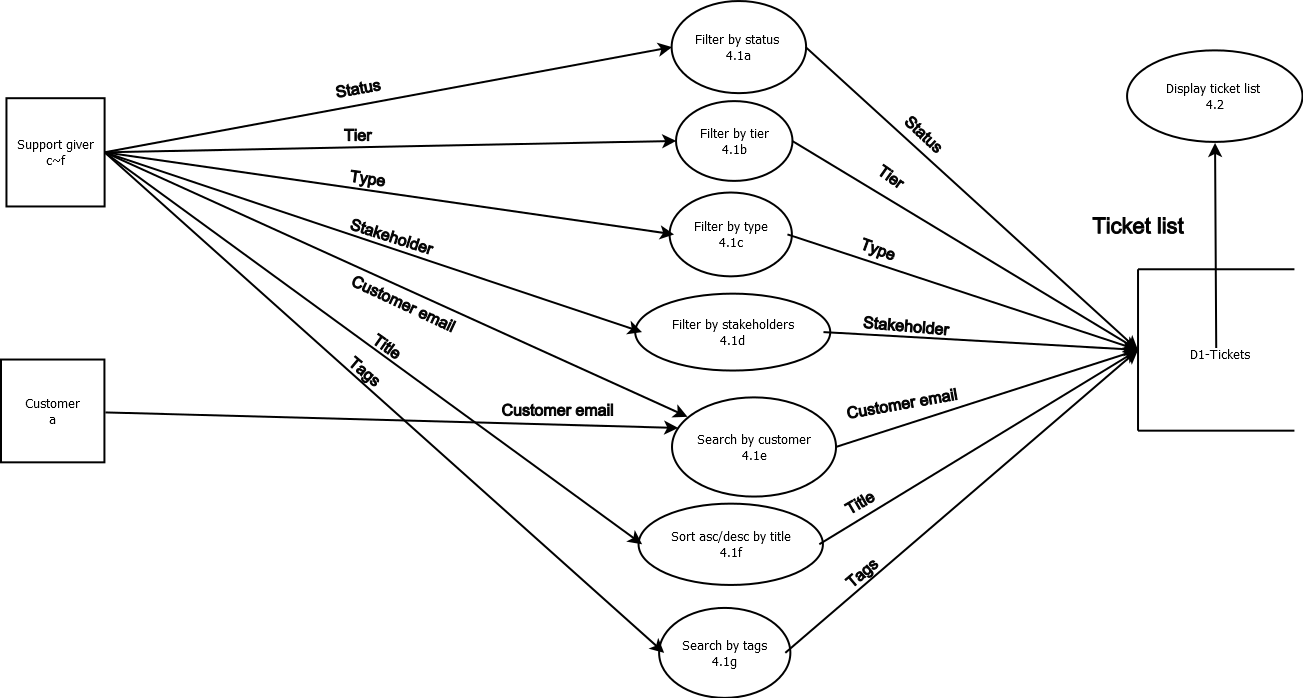 Filter by status
4.1a
Display ticket list
4.2
Status
Support giver
c~f
Tier
Filter by tier
4.1b
Status
Type
Tier
Stakeholder
Filter by type
4.1c
Ticket list
Type
Customer email
Filter by stakeholders
4.1d
Stakeholder
D1-Tickets
Title
Tags
Customer
a
Customer email
Customer email
Search by customer
4.1e
Title
Sort asc/desc by title
4.1f
Tags
Search by tags
4.1g